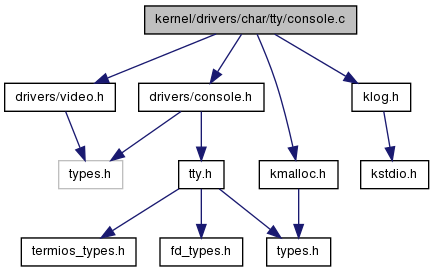 kernel/drivers/char/tty/console.c
drivers/video.h
drivers/console.h
klog.h
types.h
tty.h
kmalloc.h
kstdio.h
termios_types.h
fd_types.h
types.h